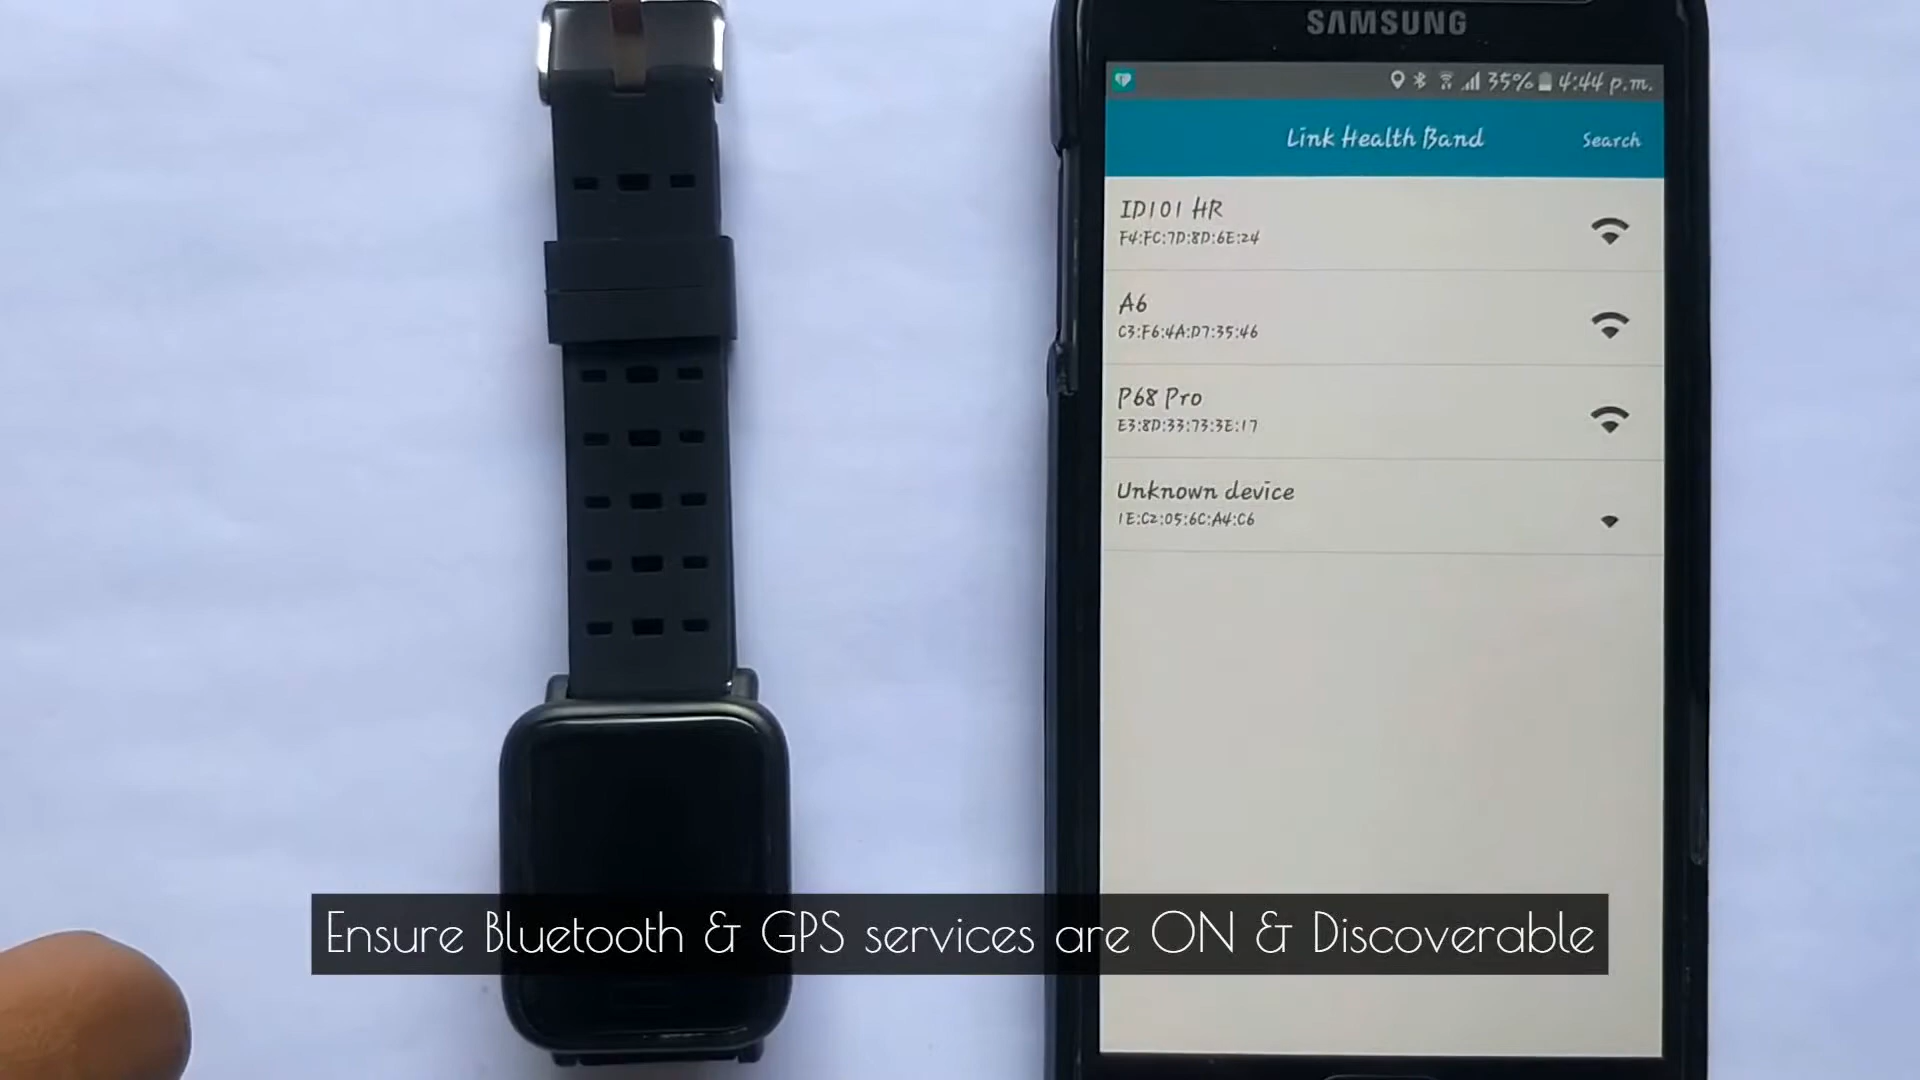 SAMSUNG
35% 4:44 p.m.
Link Health Band
Search
ID101 HR
F4:FC:7D:8D:6E:24
A6
C3:F6:4A:D7:35:46
P68 Pro
E3:8D:33:73:3E:17
Unknown device
1E:C2:05:6C:A4:C6
Ensure Bluetooth & GPS services are ON & Discoverable